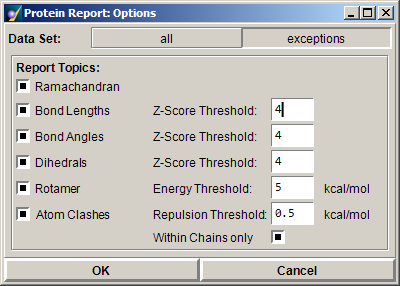 Protein Report: Options
Data Set: all exceptions
Report Topics:
Ramachandran
Bond Lengths Z-Score Threshold: 4
Bond Angles Z-Score Threshold: 4
Dihedrals Z-Score Threshold: 4
Rotamer Energy Threshold: 5 kcal/mol
Atom Clashes Repulsion Threshold: 0.5 kcal/mol
Within Chains only
OK Cancel